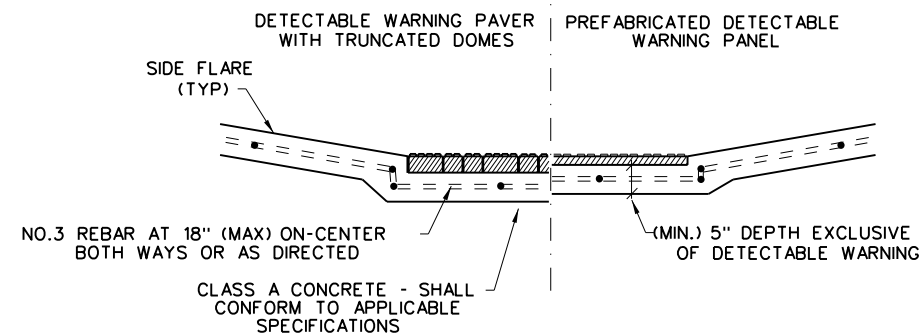 DETECTABLE WARNING PAVER
WITH TRUNCATED DOMES
PREFABRICATED DETECTABLE
WARNING PANEL
SIDE FLARE
(TYP)
NO.3 REBAR AT 18" (MAX) ON-CENTER
BOTH WAYS OR AS DIRECTED
(MIN.) 5" DEPTH EXCLUSIVE
OF DETECTABLE WARNING
CLASS A CONCRETE - SHALL
CONFORM TO APPLICABLE
SPECIFICATIONS